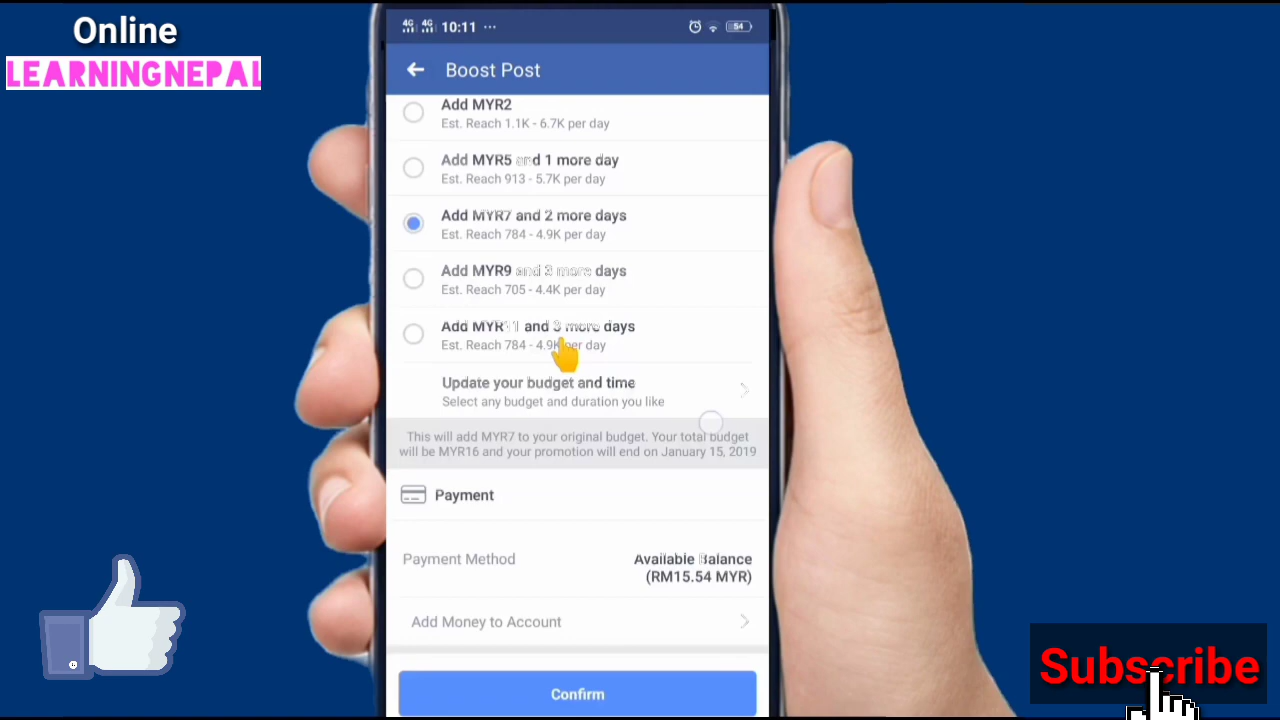 Online
LEARNINGNEPAL
4G 4G 10:11 ...
54
Boost Post
Add MYR2
Est. Reach 1.1K - 6.7K per day
Add MYR5 and 1 more day
Est. Reach 913 - 5.7K per day
Add MYR7 and 2 more days
Est. Reach 784 - 4.9K per day
Add MYR9 and 3 more days
Est. Reach 705 - 4.4K per day
Add MYR11 and 3 more days
Est. Reach 784 - 4.9K per day
Update your budget and time
Select any budget and duration you like
This will add MYR7 to your original budget. Your total budget
will be MYR16 and your promotion will end on January 15, 2019
Payment
Payment Method
Available Balance
(RM15.54 MYR)
Add Money to Account
Confirm
Subscribe